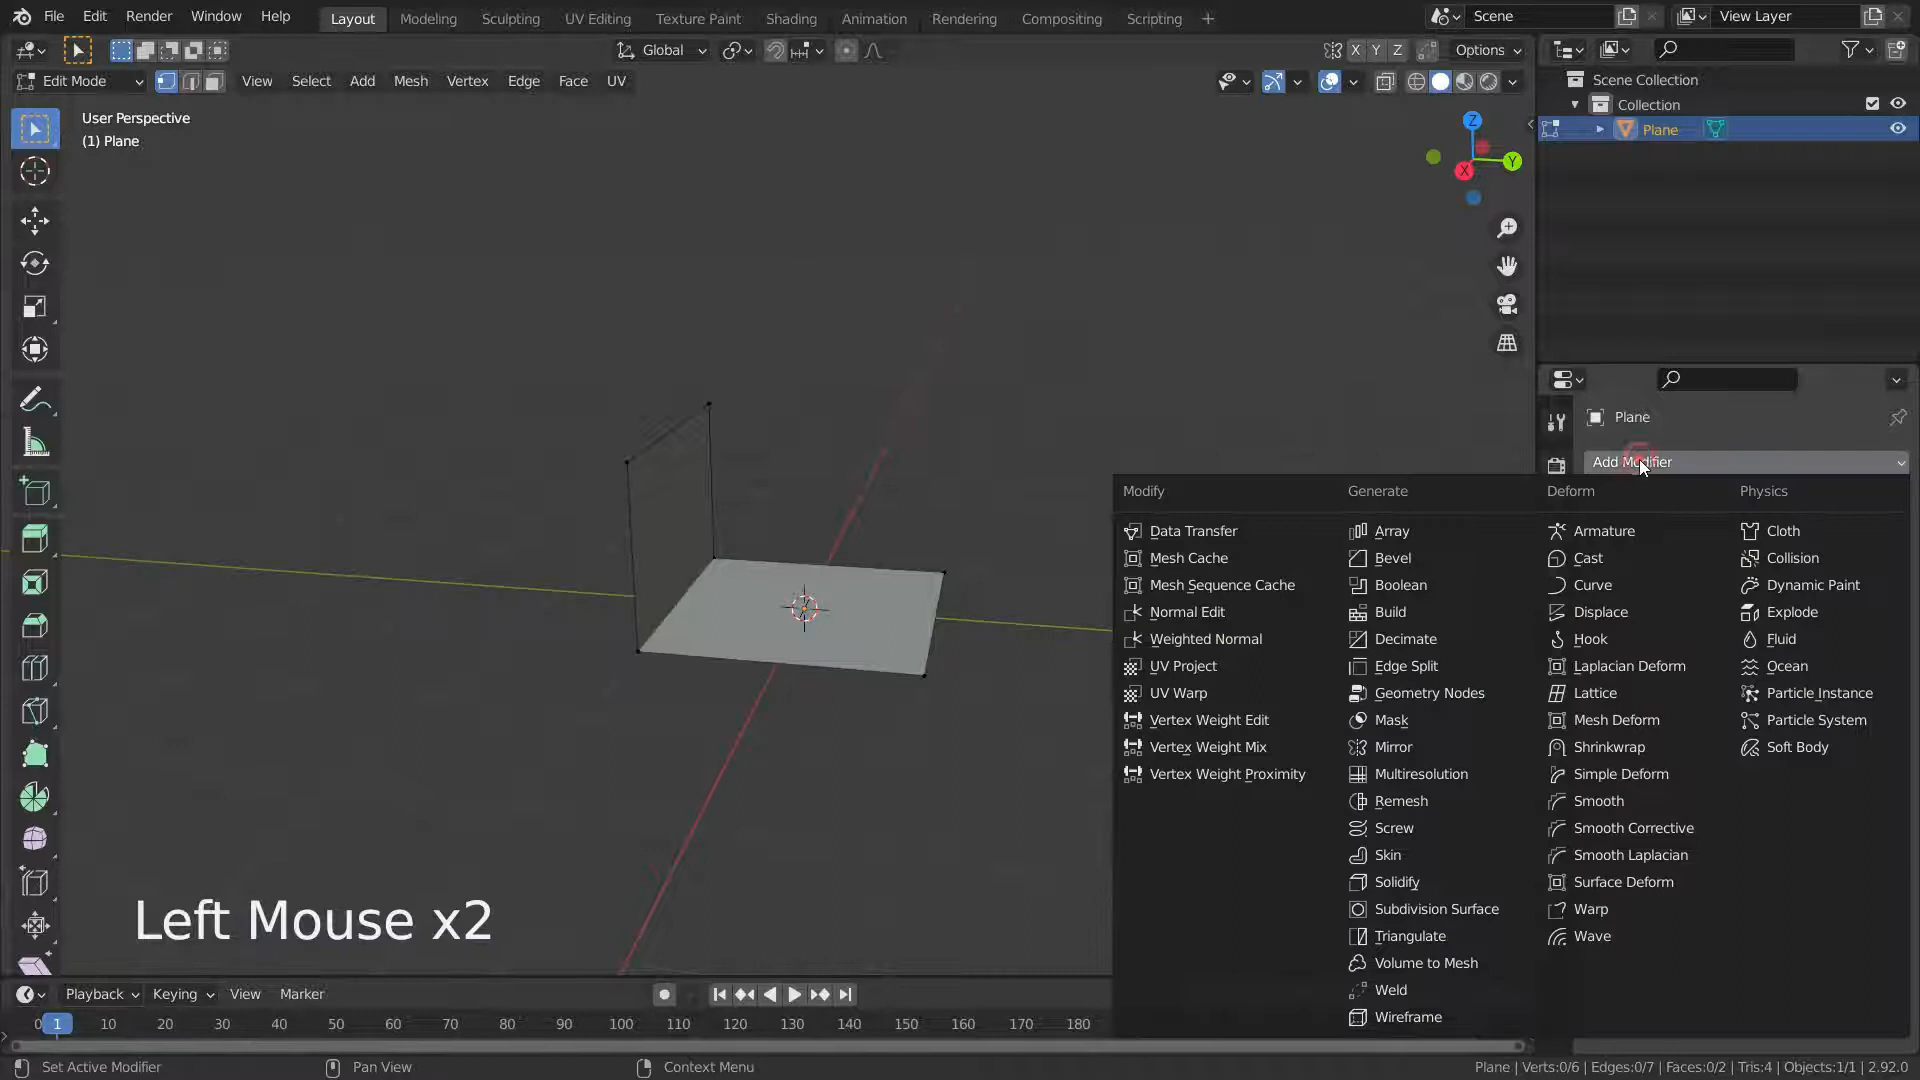 File Edit Render Window Help Layout Modeling Sculpting UV Editing Texture Paint Shading Animation Rendering Compositing Scripting + Scene View Layer
Global X Y Z Options
Edit Mode View Select Add Mesh Vertex Edge Face UV
User Perspective
(1) Plane
Z
Y
X
Scene Collection
Collection
Plane
Plane
Add Modifier
Modify
Data Transfer
Mesh Cache
Mesh Sequence Cache
Normal Edit
Weighted Normal
UV Project
UV Warp
Vertex Weight Edit
Vertex Weight Mix
Vertex Weight Proximity
Generate
Array
Bevel
Boolean
Build
Decimate
Edge Split
Geometry Nodes
Mask
Mirror
Multiresolution
Remesh
Screw
Skin
Solidify
Subdivision Surface
Triangulate
Volume to Mesh
Weld
Wireframe
Deform
Armature
Cast
Curve
Displace
Hook
Laplacian Deform
Lattice
Mesh Deform
Shrinkwrap
Simple Deform
Smooth
Smooth Corrective
Smooth Laplacian
Surface Deform
Warp
Wave
Physics
Cloth
Collision
Dynamic Paint
Explode
Fluid
Ocean
Particle Instance
Particle System
Soft Body
Left Mouse x2
Playback Keying View Marker
0 1 10 20 30 40 50 60 70 80 90 100 110 120 130 140 150 160 170 180
Set Active Modifier Pan View Context Menu Plane | Verts:0/6 | Edges:0/7 | Faces:0/2 | Tris:4 | Objects:1/1 | 2.92.0